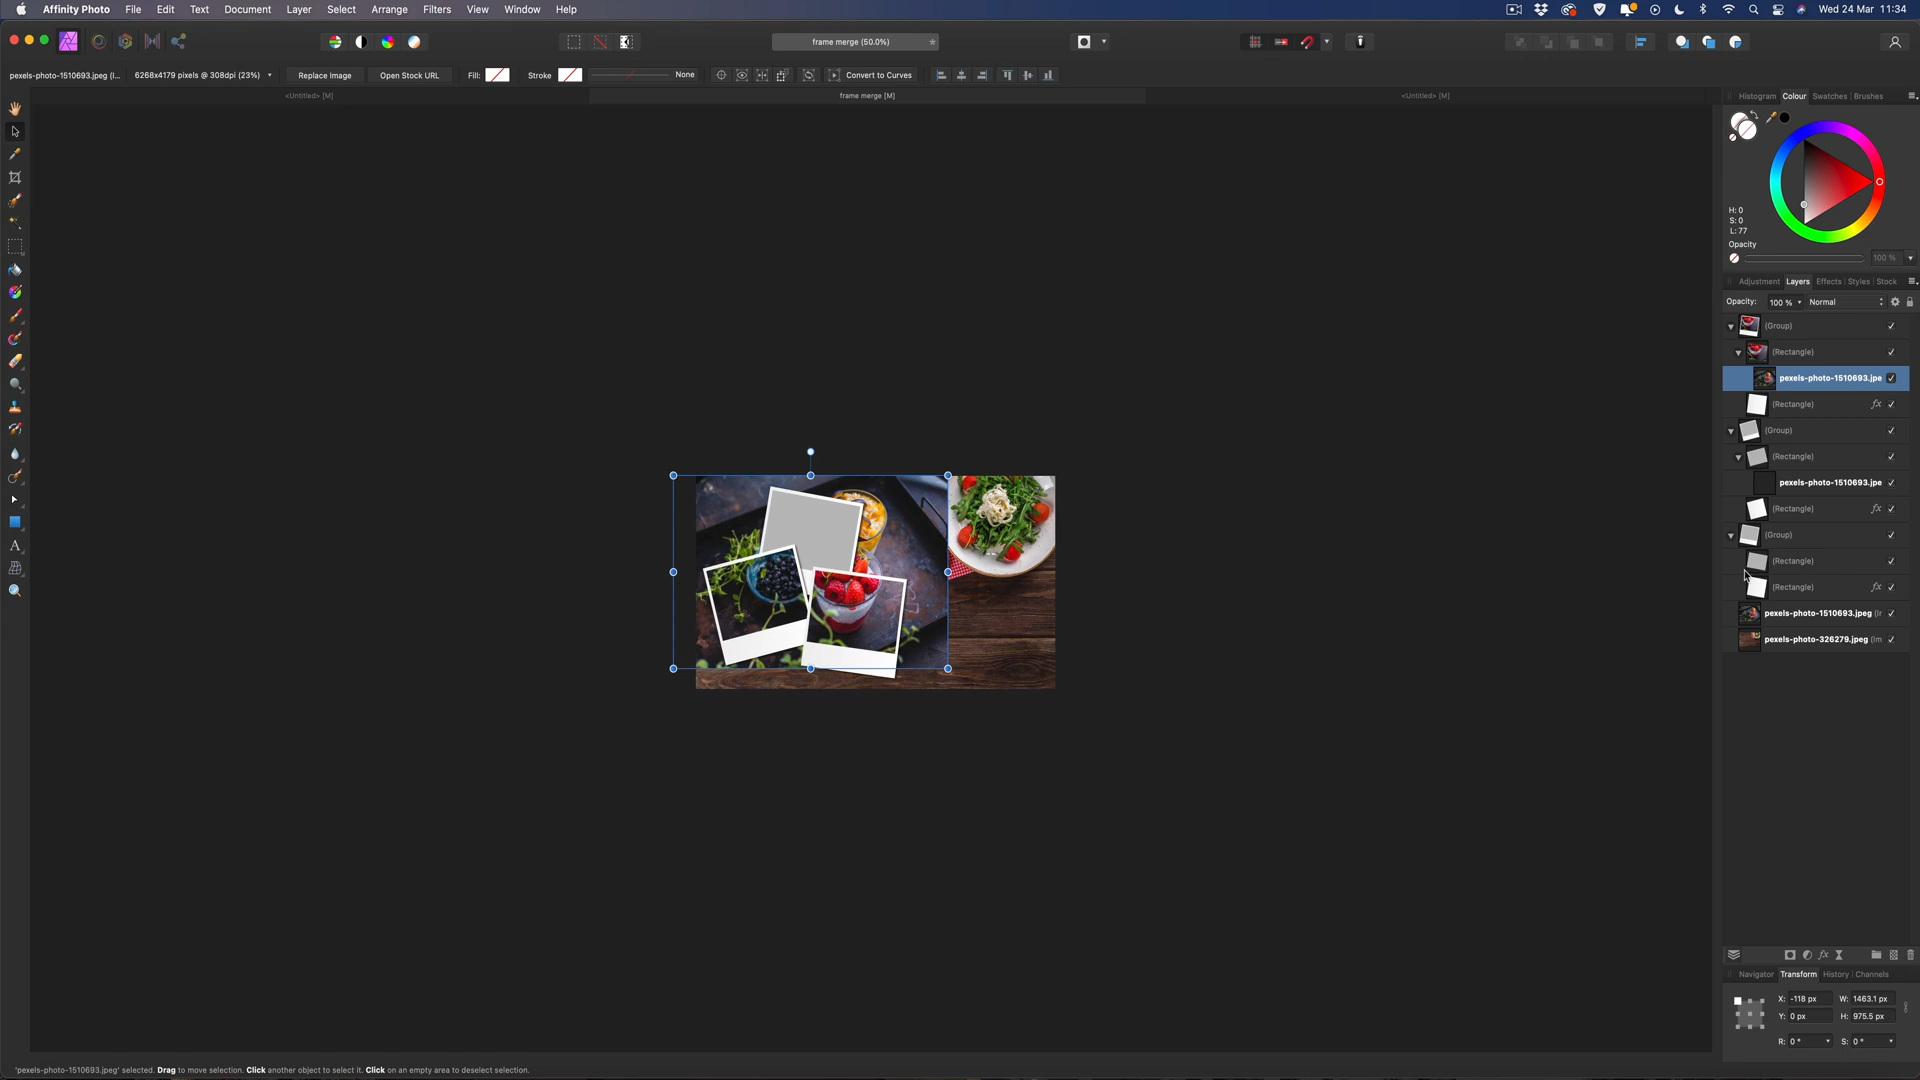 Affinity Photo File Edit Text Document Layer Select Arrange Filters View Window Help Wed 24 Mar 11:34
frame merge (50.0%)
pexels-photo-1510693.jpeg (I... 6268x4179 pixels @ 308dpi (23%) Replace Image Open Stock URL Fill: Stroke None Convert to Curves
<Untitled> [M] frame merge [M] <Untitled> [M]
Histogram Colour Swatches Brushes
H: 0
S: 0
L: 77
Opacity
100 %
Adjustment Layers Effects Styles Stock
Opacity: 100 % Normal
(Group)
(Rectangle)
pexels-photo-1510693.jpe
(Rectangle) fx
(Group)
(Rectangle)
pexels-photo-1510693.jpe
(Rectangle) fx
(Group)
(Rectangle)
(Rectangle) fx
pexels-photo-1510693.jpeg (Ir
pexels-photo-326279.jpeg (Im
fx
Navigator Transform History Channels
X: -118 px W: 1463.1 px
Y: 0 px H: 975.5 px
R: 0 ° S: 0 °
'pexels-photo-1510693.jpeg' selected. Drag to move selection. Click another object to select it. Click on an empty area to deselect selection.